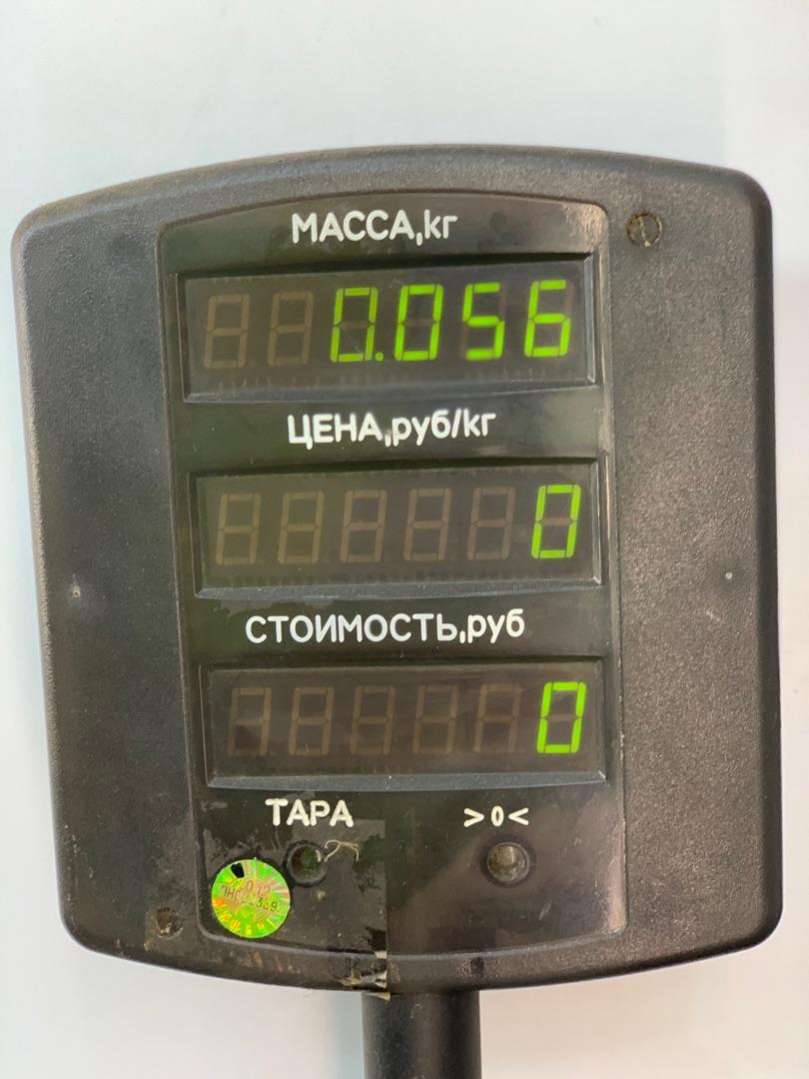 МАССА,кг
0.056
ЦЕНА,руб/кг
0
СТОИМОСТЬ,руб
0
ТАРА >0<